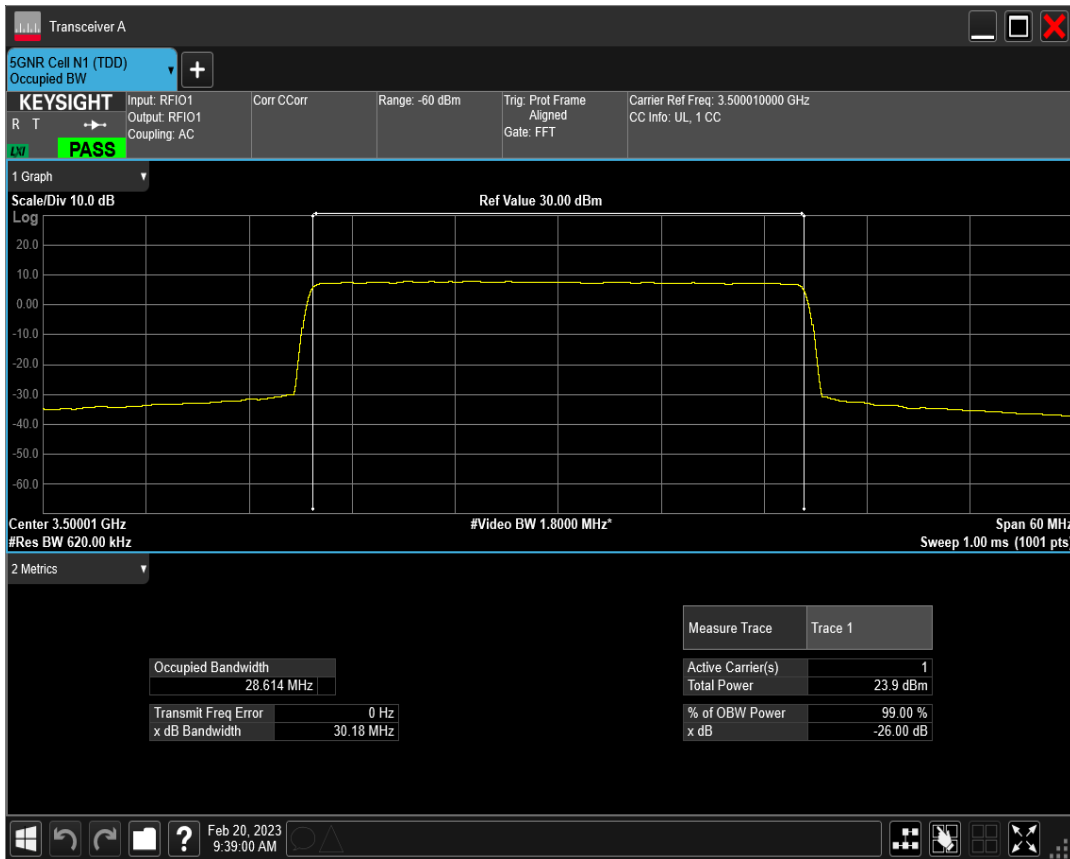 Transceiver A
5GNR Cell N1 (TDD)
Occupied BW
KEYSIGHT
R T
LXI
PASS
Input: RFIO1
Output: RFIO1
Coupling: AC
Corr CCorr
Range: -60 dBm
Trig: Prot Frame
Aligned
Gate: FFT
Carrier Ref Freq: 3.500010000 GHz
CC Info: UL, 1 CC
1 Graph
Scale/Div 10.0 dB
Ref Value 30.00 dBm
Log
20.0
10.0
0.00
-10.0
-20.0
-30.0
-40.0
-50.0
-60.0
Center 3.50001 GHz
#Video BW 1.8000 MHz*
Span 60 MHz
#Res BW 620.00 kHz
Sweep 1.00 ms (1001 pts)
2 Metrics
Measure Trace Trace 1
Occupied Bandwidth
28.614 MHz
Active Carrier(s) 1
Total Power 23.9 dBm
Transmit Freq Error 0 Hz
x dB Bandwidth 30.18 MHz
% of OBW Power 99.00 %
x dB -26.00 dB
?
Feb 20, 2023
9:39:00 AM